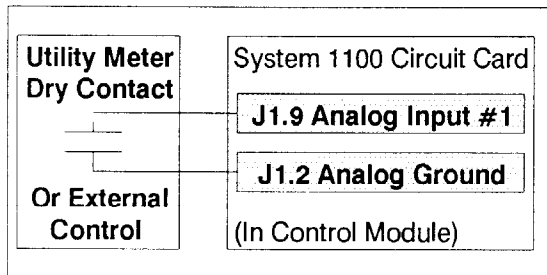 Utility Meter
Dry Contact
Or External
Control
System 1100 Circuit Card
J1.9 Analog Input #1
J1.2 Analog Ground
(In Control Module)